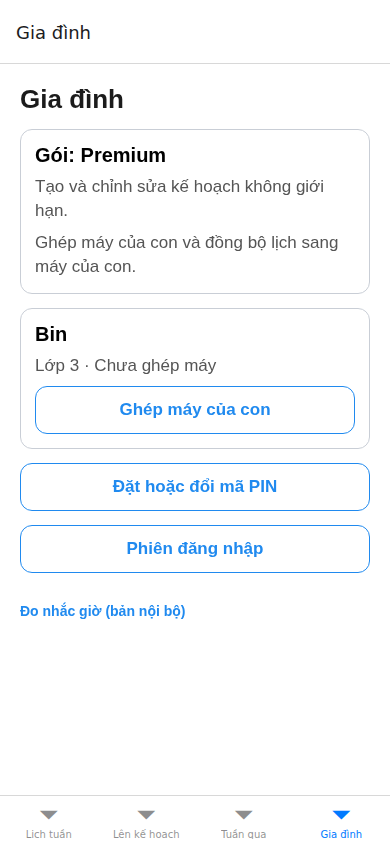 Gia đình
Gia đình
Gói: Premium
Tạo và chỉnh sửa kế hoạch không giới
hạn.
Ghép máy của con và đồng bộ lịch sang
máy của con.
Bin
Lớp 3 · Chưa ghép máy
Ghép máy của con
Đặt hoặc đổi mã PIN
Phiên đăng nhập
Đo nhắc giờ (bản nội bộ)
Lịch tuần
Lên kế hoạch
Tuần qua
Gia đình